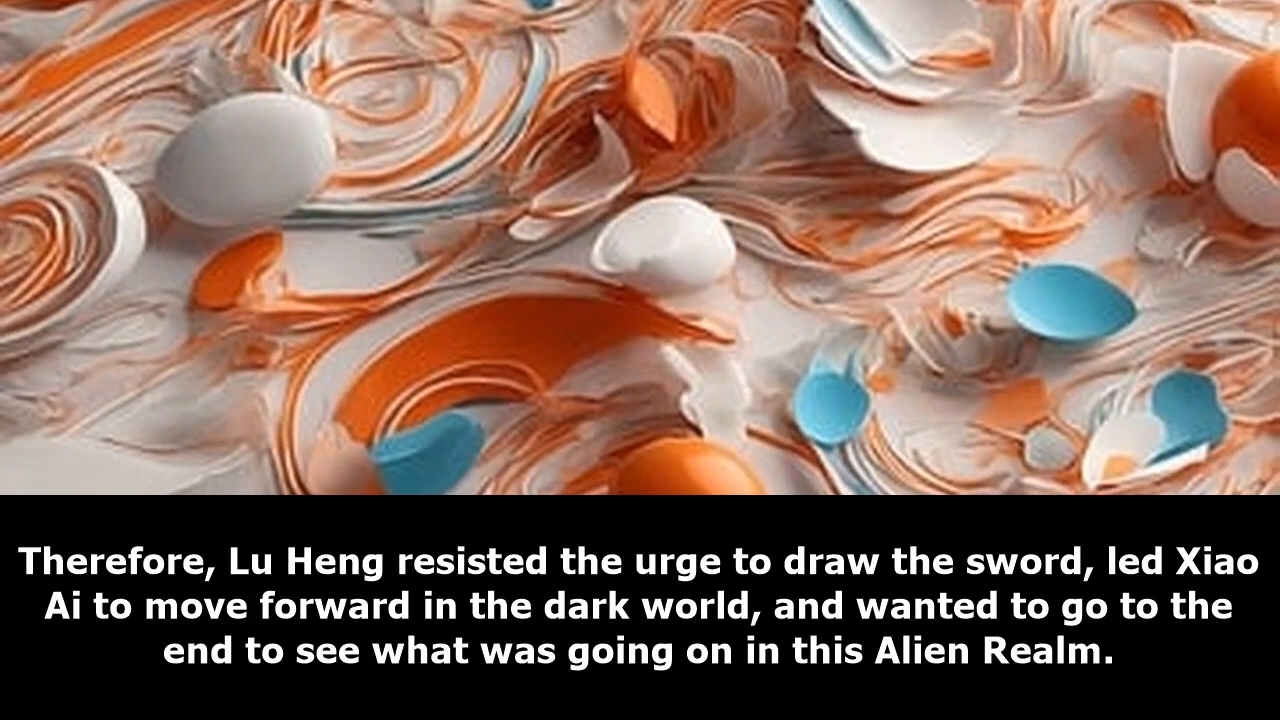 Therefore, Lu Heng resisted the urge to draw the sword, led Xiao
Ai to move forward in the dark world, and wanted to go to the
end to see what was going on in this Alien Realm.